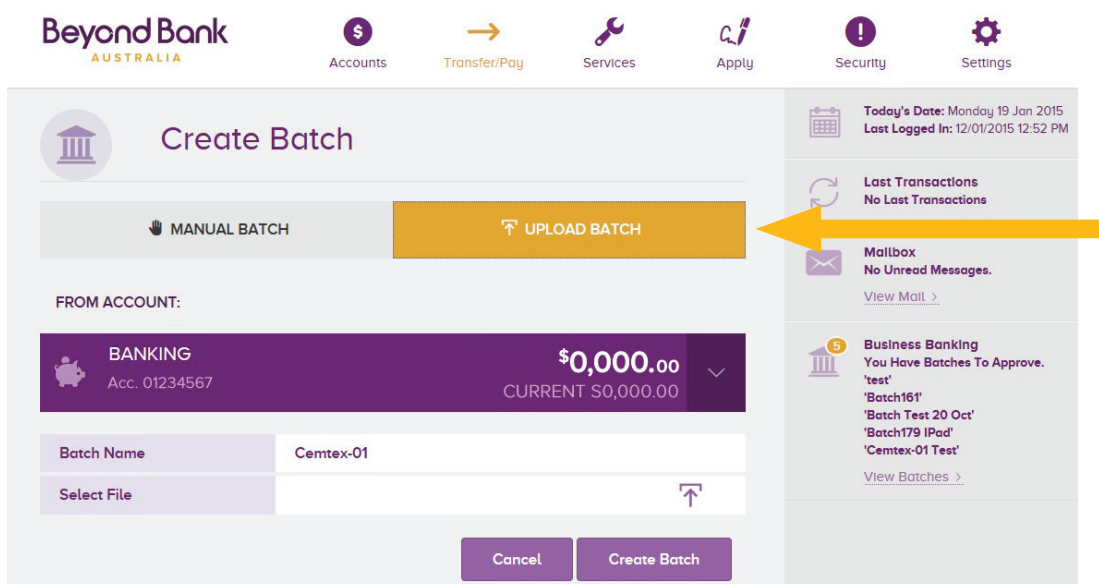 Beyond Bank
AUSTRALIA
Accounts
Transfer/Pay
Services
Apply
Security
Settings
Create Batch
MANUAL BATCH
UPLOAD BATCH
FROM ACCOUNT:
BANKING
Acc. 01234567
$0,000.00
CURRENT S0,000.00
Batch Name
Cemtex-01
Select File
Cancel
Create Batch
Today's Date: Monday 19 Jan 2015
Last Logged In: 12/01/2015 12:52 PM
Last Transactions
No Last Transactions
Mailbox
No Unread Messages.
View Mail >
5
Business Banking
You Have Batches To Approve.
'test'
'Batch161'
'Batch Test 20 Oct'
'Batch179 IPad'
'Cemtex-01 Test'
View Batches >